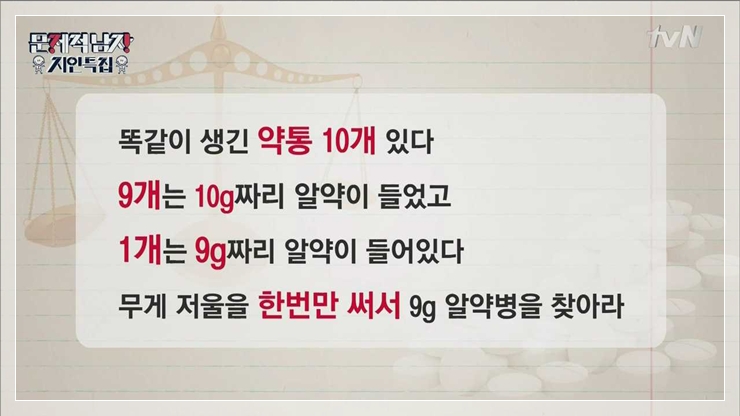 문제적남자
지인특집
tvN
똑같이 생긴 약통 10개 있다
9개는 10g짜리 알약이 들었고
1개는 9g짜리 알약이 들어있다
무게 저울을 한번만 써서 9g 알약병을 찾아라